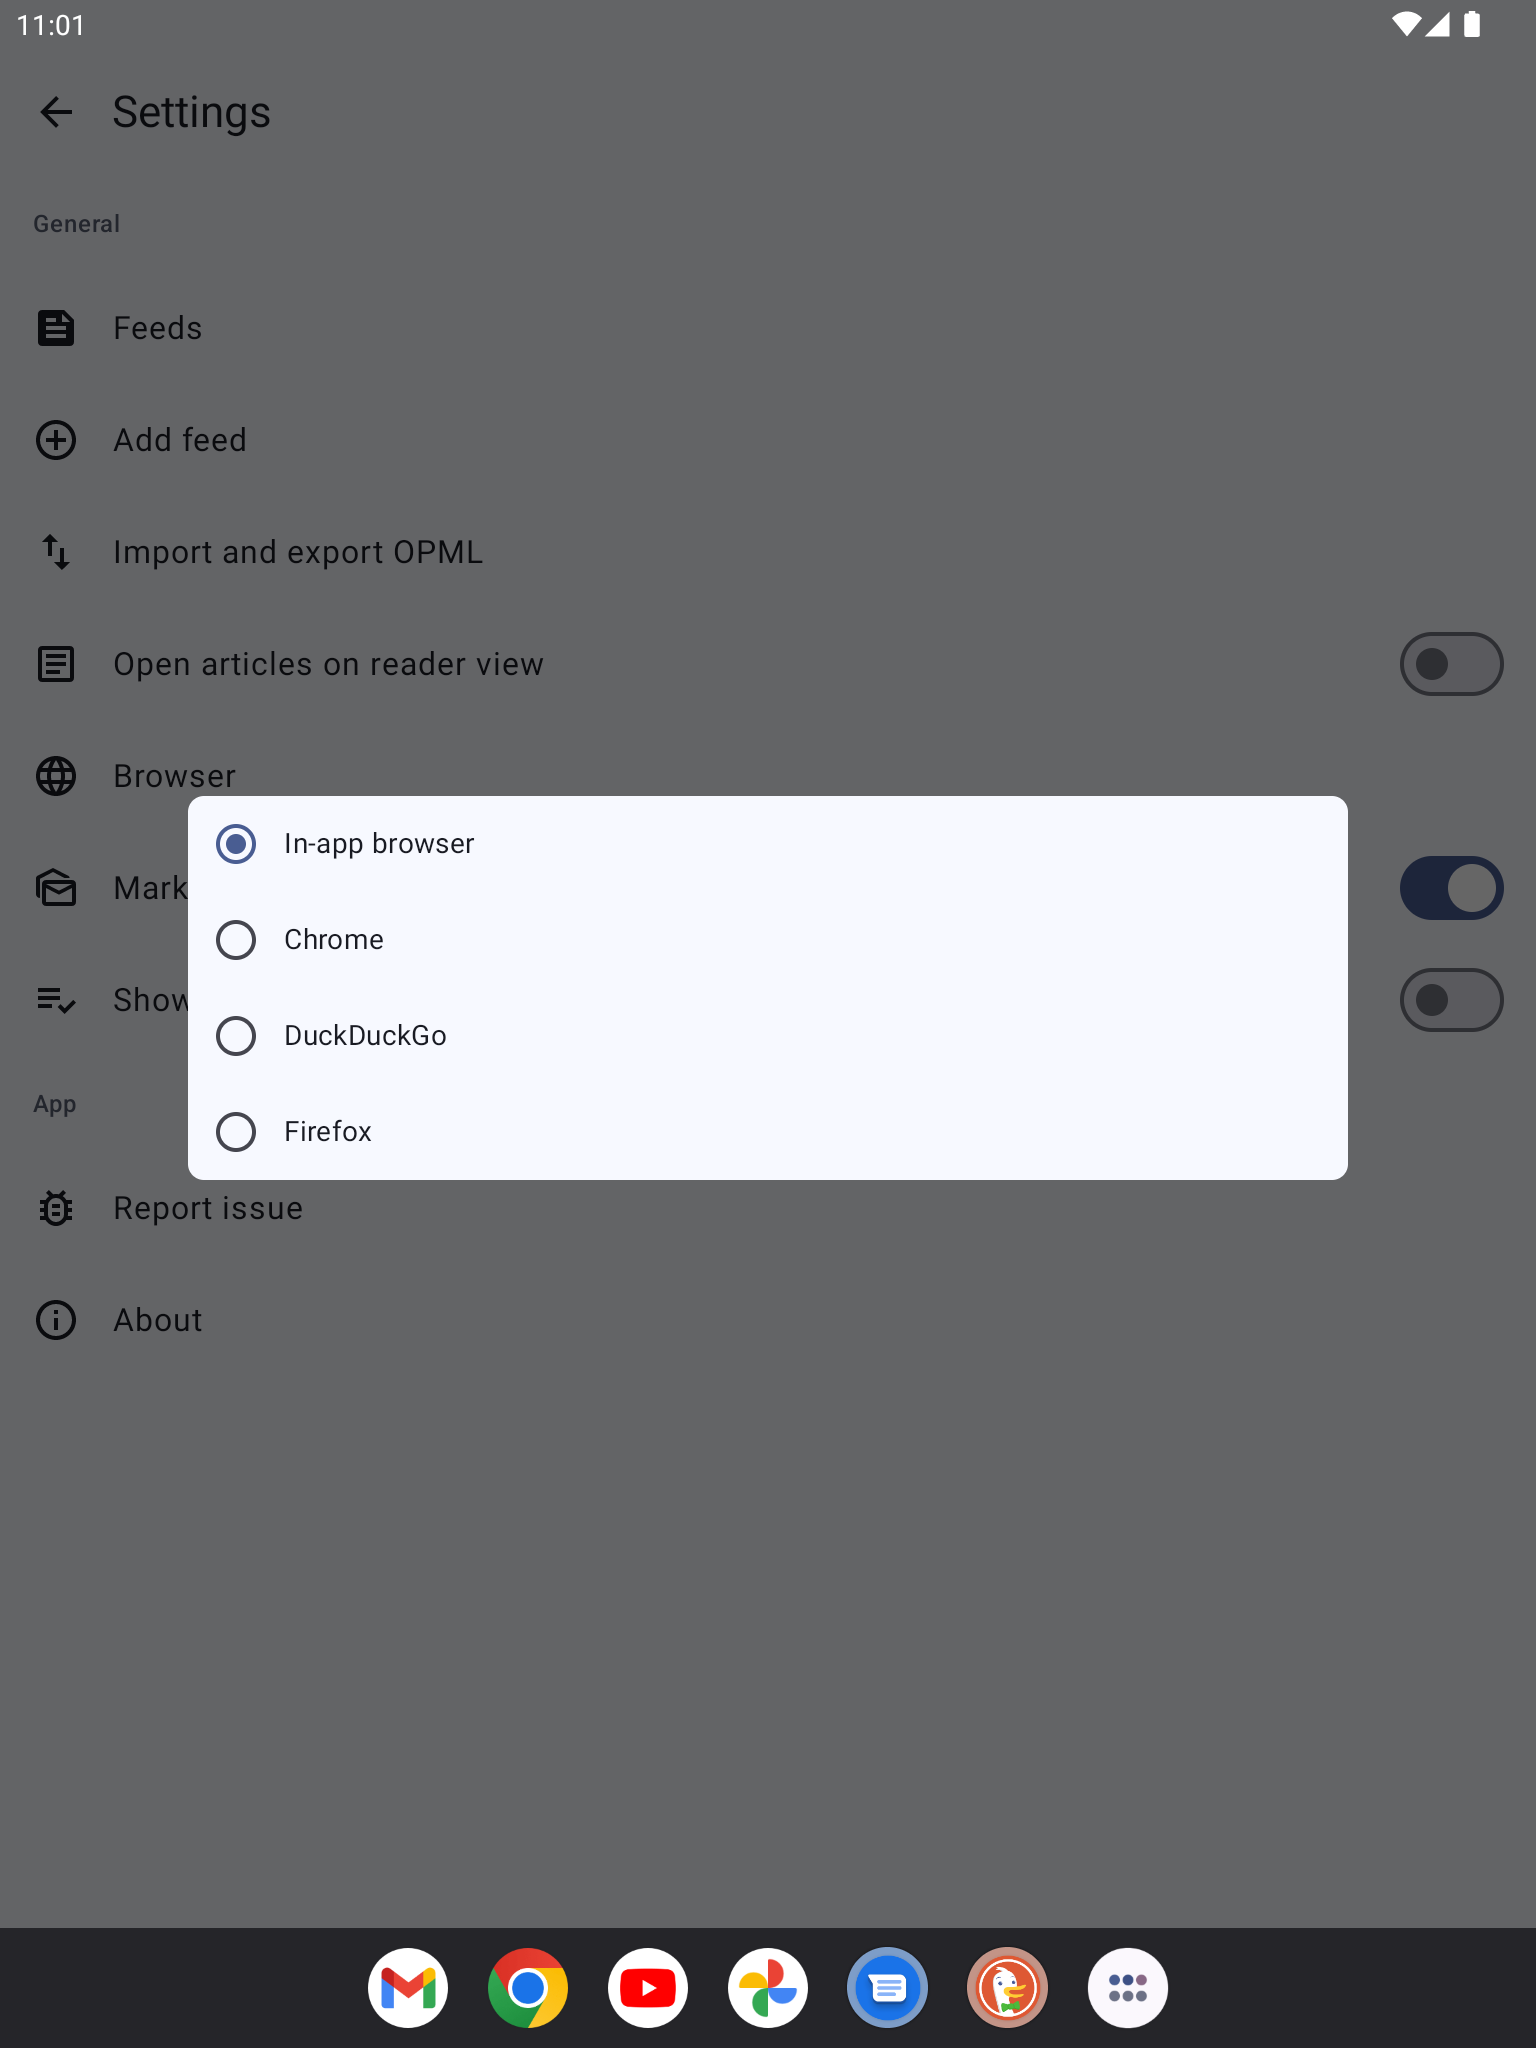 11:01
Settings
General
Feeds
Add feed
Import and export OPML
Open articles on reader view
Browser
In-app browser
Mark
Chrome
Show
DuckDuckGo
App
Firefox
Report issue
About